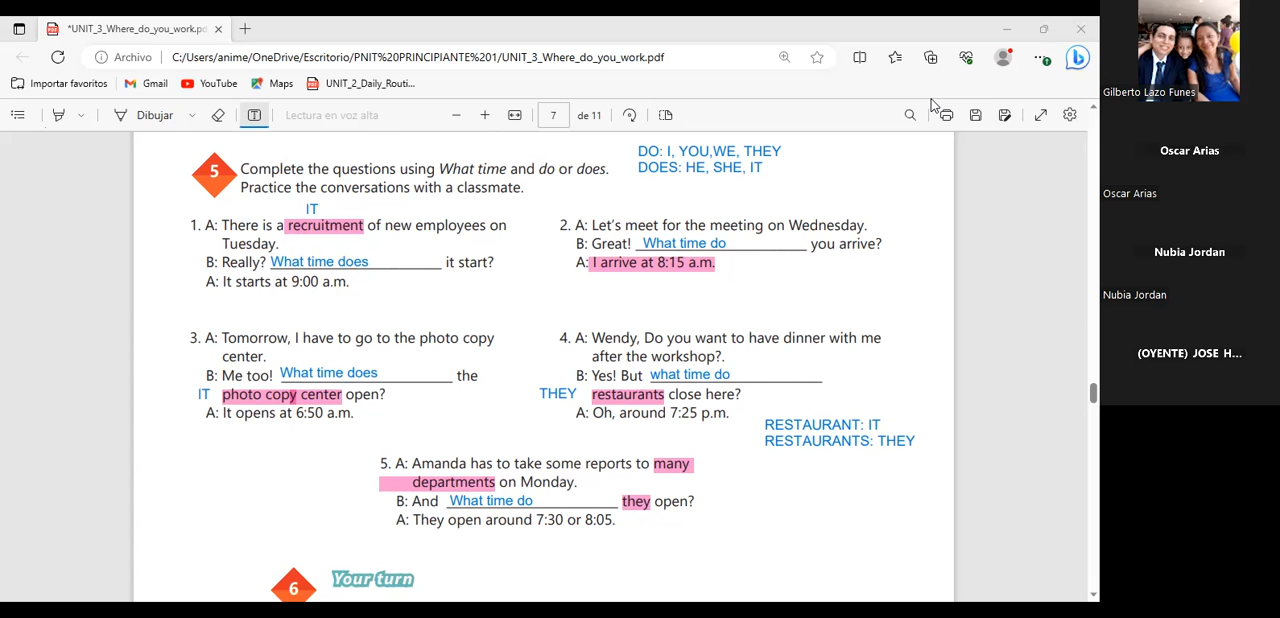 *UNIT_3_Where_do_you_work.pd
Archivo
C:/Users/anime/OneDrive/Escritorio/PNIT%20PRINCIPIANTE%201/UNIT_3_Where_do_you_work.pdf
Importar favoritos
Gmail
YouTube
Maps
UNIT_2_Daily_Routi...
Dibujar
Lectura en voz alta
7
de 11
5
Complete the questions using What time and do or does.
Practice the conversations with a classmate.
DO: I, YOU,WE, THEY
DOES: HE, SHE, IT
IT
1. A: There is a recruitment of new employees on
Tuesday.
B: Really? What time does it start?
A: It starts at 9:00 a.m.
2. A: Let's meet for the meeting on Wednesday.
B: Great! What time do you arrive?
A: I arrive at 8:15 a.m.
3. A: Tomorrow, I have to go to the photo copy
center.
B: Me too! What time does the
IT photo copy center open?
A: It opens at 6:50 a.m.
4. A: Wendy, Do you want to have dinner with me
after the workshop?.
B: Yes! But what time do
THEY restaurants close here?
A: Oh, around 7:25 p.m.
RESTAURANT: IT
RESTAURANTS: THEY
5. A: Amanda has to take some reports to many
departments on Monday.
B: And What time do they open?
A: They open around 7:30 or 8:05.
6
Your turn
Gilberto Lazo Funes
Oscar Arias
Oscar Arias
Nubia Jordan
Nubia Jordan
(OYENTE) JOSE H...